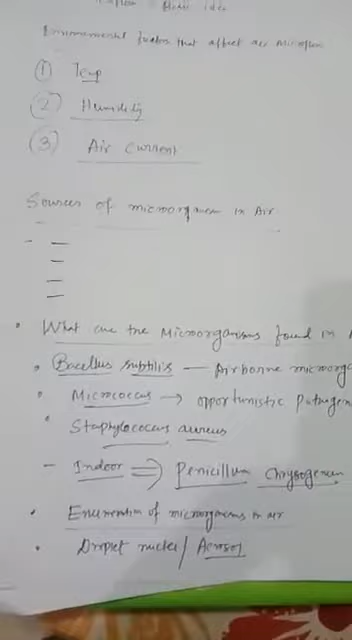 Environmental factors that affect air Microflora
① Temp
② Humidity
③ Air Current
Sources of microorganism in Air
-
• What are the Microorganisms found in
• Bacillus subtilis — Airborne microorga
• Micrococcus → opportunistic pathogen
• Staphylococcus aureus
- Indoor ⇒ Penicillum Chrysogenum
• Enumeration of microorganisms in air
• Droplet nuclei / Aerosol